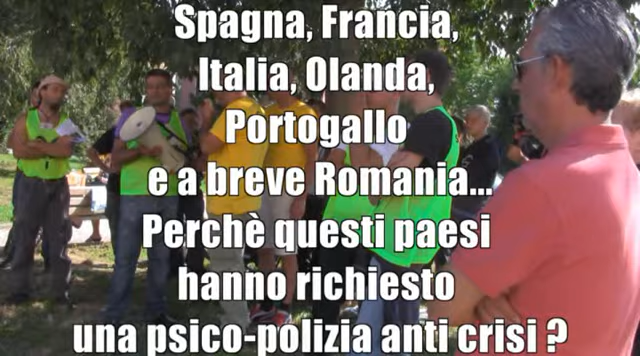 Spagna, Francia,
Italia, Olanda,
Portogallo
e a breve Romania...
Perchè questi paesi
hanno richiesto
una psico-polizia anti crisi ?